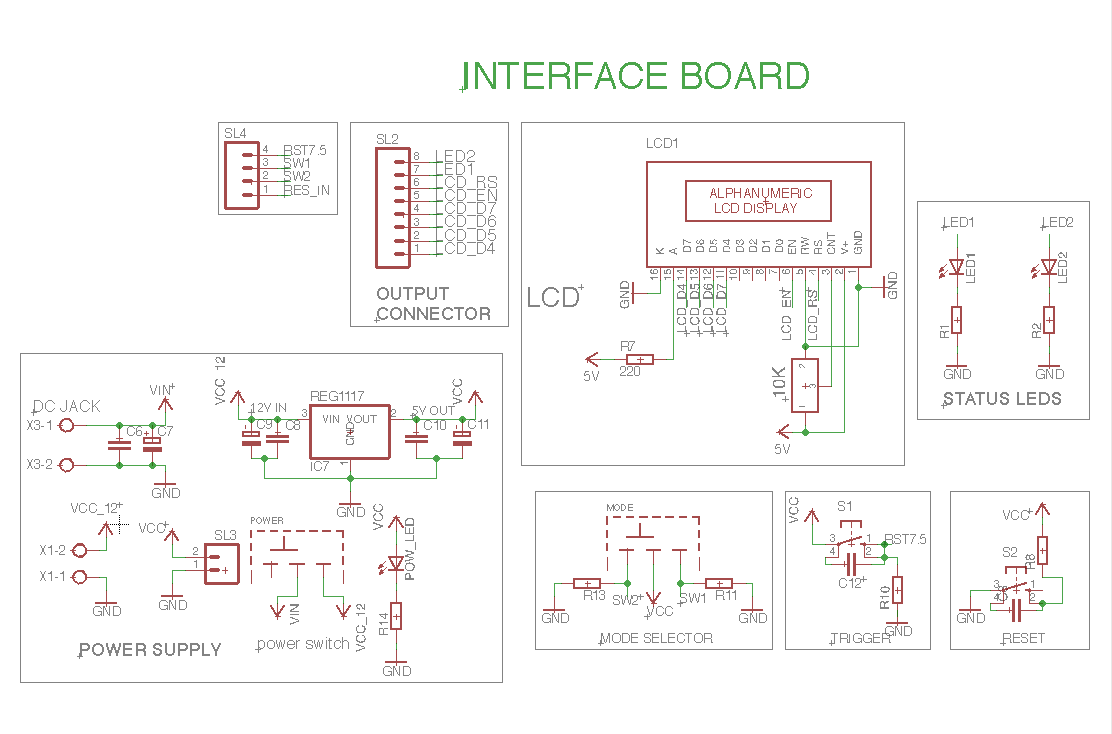 INTERFACE BOARD
SL4
4 RST7.5
3 SW1
2 SW2
1 RES_IN
SL2
8 LED2
7 LED1
6 LCD_RS
5 LCD_EN
4 LCD_D7
3 LCD_D6
2 LCD_D5
1 LCD_D4
OUTPUT
CONNECTOR
LCD1
ALPHANUMERIC
LCD DISPLAY
K A D7 D6 D5 D4 D3 D2 D1 D0 EN RW RS CNT V+ GND
16 15 14 13 12 11 10 9 8 7 6 5 4 3 2 1
GND
LCD_D4
LCD_D5
LCD_D6
LCD_D7
LCD_EN
LCD_RS
GND
LCD
R7
220
5V
10K
2
3
1
5V
LED1 LED2
LED1 LED2
R1 R2
GND GND
STATUS LEDS
DC JACK
X3-1
X3-2
VIN
C6 C7
GND
VCC_12
12V IN
C9 C8
REG1117
3 VIN VOUT 2
GND
IC7 1
GND
5V OUT
C10 C11
VCC
VCC_12
X1-2
X1-1
GND
VCC
SL3
2
1
GND
POWER
VIN
VCC_12
power switch
VCC
POW_LED
R14
GND
POWER SUPPLY
MODE
R13 SW2 VCC SW1 R11
GND GND
MODE SELECTOR
VCC
S1
3 1
4 2
RST7.5
C12
R10
GND
TRIGGER
VCC
S2
R8
3 1
4 2
GND
RESET